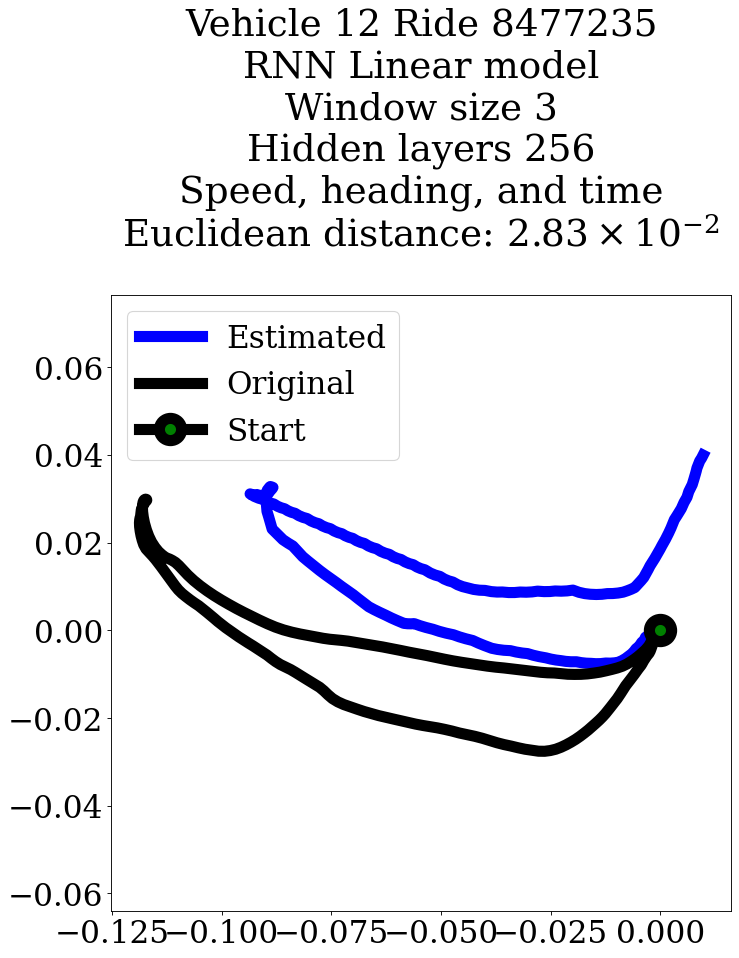 Vehicle 12 Ride 8477235
RNN Linear model
Window size 3
Hidden layers 256
Speed, heading, and time
Euclidean distance: 2.83 × 10⁻²
Estimated
Original
Start
0.06
0.04
0.02
0.00
−0.02
−0.04
−0.06
−0.125 −0.100 −0.075 −0.050 −0.025 0.000